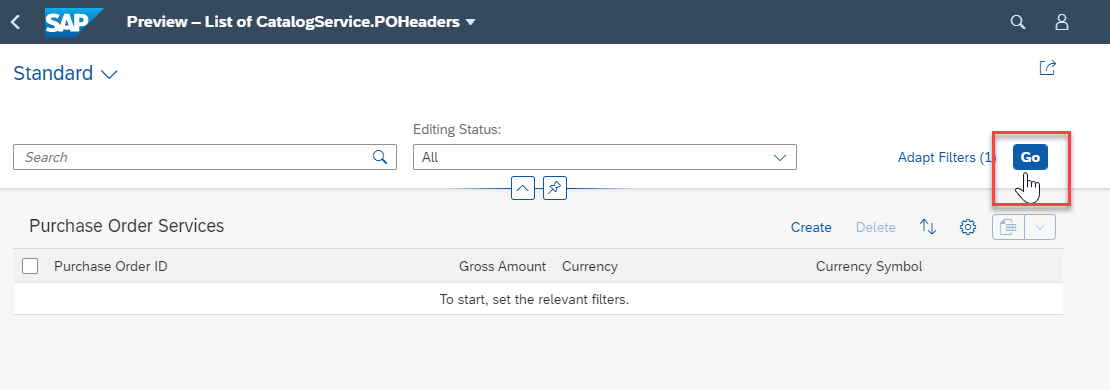 SAP Preview – List of CatalogService.POHeaders
Standard
Editing Status:
Search All Adapt Filters (1) Go
Purchase Order Services Create Delete
Purchase Order ID Gross Amount Currency Currency Symbol
To start, set the relevant filters.